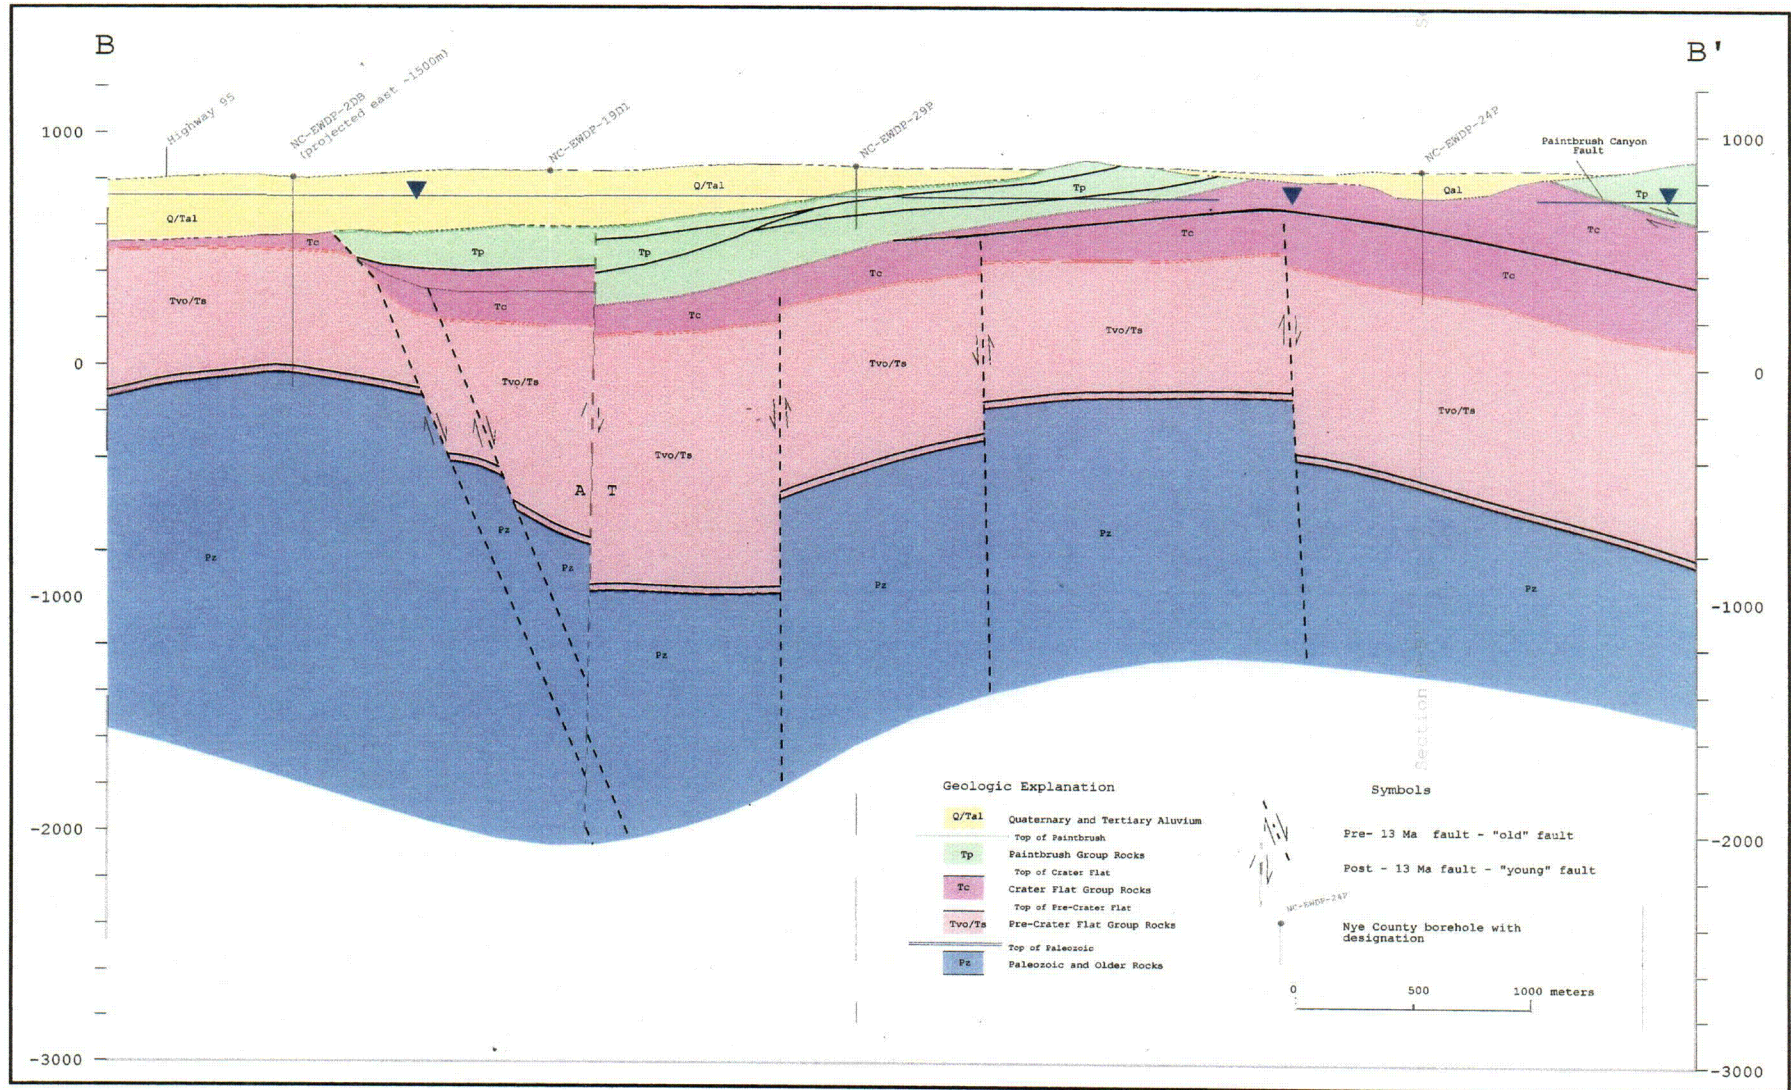 B
B'
Highway 95
NC-EWDP-2DB
(projected east ~1500m)
NC-EWDP-19D1
NC-EWDP-29P
NC-EWDP-24P
Paintbrush Canyon
Fault
1000
0
-1000
-2000
-3000
1000
0
-1000
-2000
-3000
Q/Tal
Q/Tal
Qal
Tp
Tp
Tp
Tp
Tc
Tc
Tc
Tc
Tc
Tc
Tc
Tvo/Ts
Tvo/Ts
Tvo/Ts
Tvo/Ts
Tvo/Ts
Tvo/Ts
A T
Pz
Pz
Pz
Pz
Pz
Pz
Pz
Section
Geologic Explanation
Q/Tal Quaternary and Tertiary Aluvium
Top of Paintbrush
Tp Paintbrush Group Rocks
Top of Crater Flat
Tc Crater Flat Group Rocks
Top of Pre-Crater Flat
Tvo/Ts Pre-Crater Flat Group Rocks
Top of Paleozoic
Pz Paleozoic and Older Rocks
Symbols
Pre- 13 Ma fault - "old" fault
Post - 13 Ma fault - "young" fault
NC-EWDP-24P
Nye County borehole with
designation
0 500 1000 meters